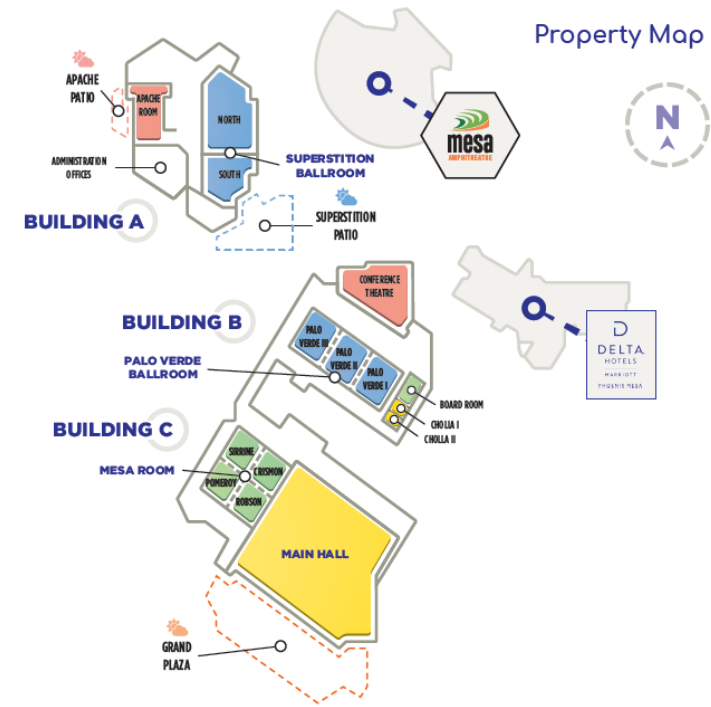 Property Map
N
APACHE
PATIO
APACHE
ROOM
NORTH
mesa
AMPHITHEATRE
ADMINISTRATION
OFFICES
SUPERSTITION
BALLROOM
SOUTH
SUPERSTITION
PATIO
BUILDING A
CONFERENCE
THEATRE
BUILDING B
PALO
VERDE III
PALO
VERDE II
PALO
VERDE I
PALO VERDE
BALLROOM
D
DELTA
HOTELS
MARRIOTT
PHOENIX MESA
BOARD ROOM
CHOLLA I
CHOLLA II
BUILDING C
SIRRINE
CRISMON
MESA ROOM
POMEROY
ROBSON
MAIN HALL
GRAND
PLAZA